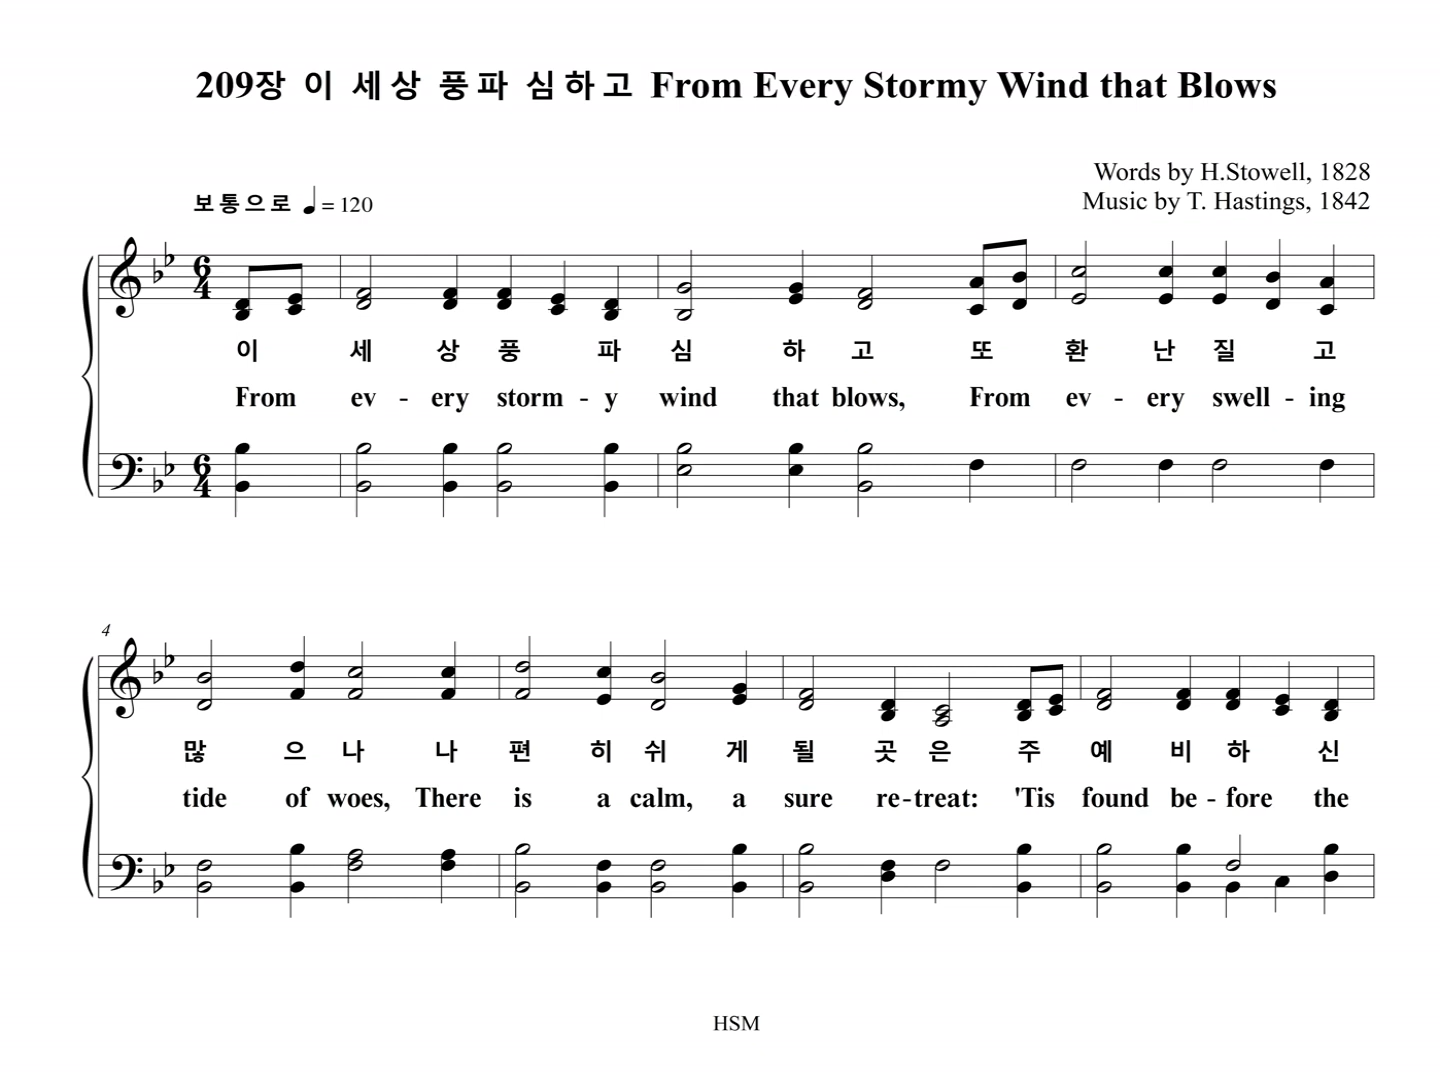 209장 이 세상 풍파 심하고 From Every Stormy Wind that Blows
Words by H.Stowell, 1828
Music by T. Hastings, 1842
보통으로 ♩ = 120
6 4
이 세 상 풍 파 심 하 고 또 환 난 질 고
From ev - ery storm - y wind that blows, From ev - ery swell - ing
6 4
4
많 으 나 나 편 히 쉬 게 될 곳 은 주 예 비 하 신
tide of woes, There is a calm, a sure re - treat: 'Tis found be - fore the
HSM